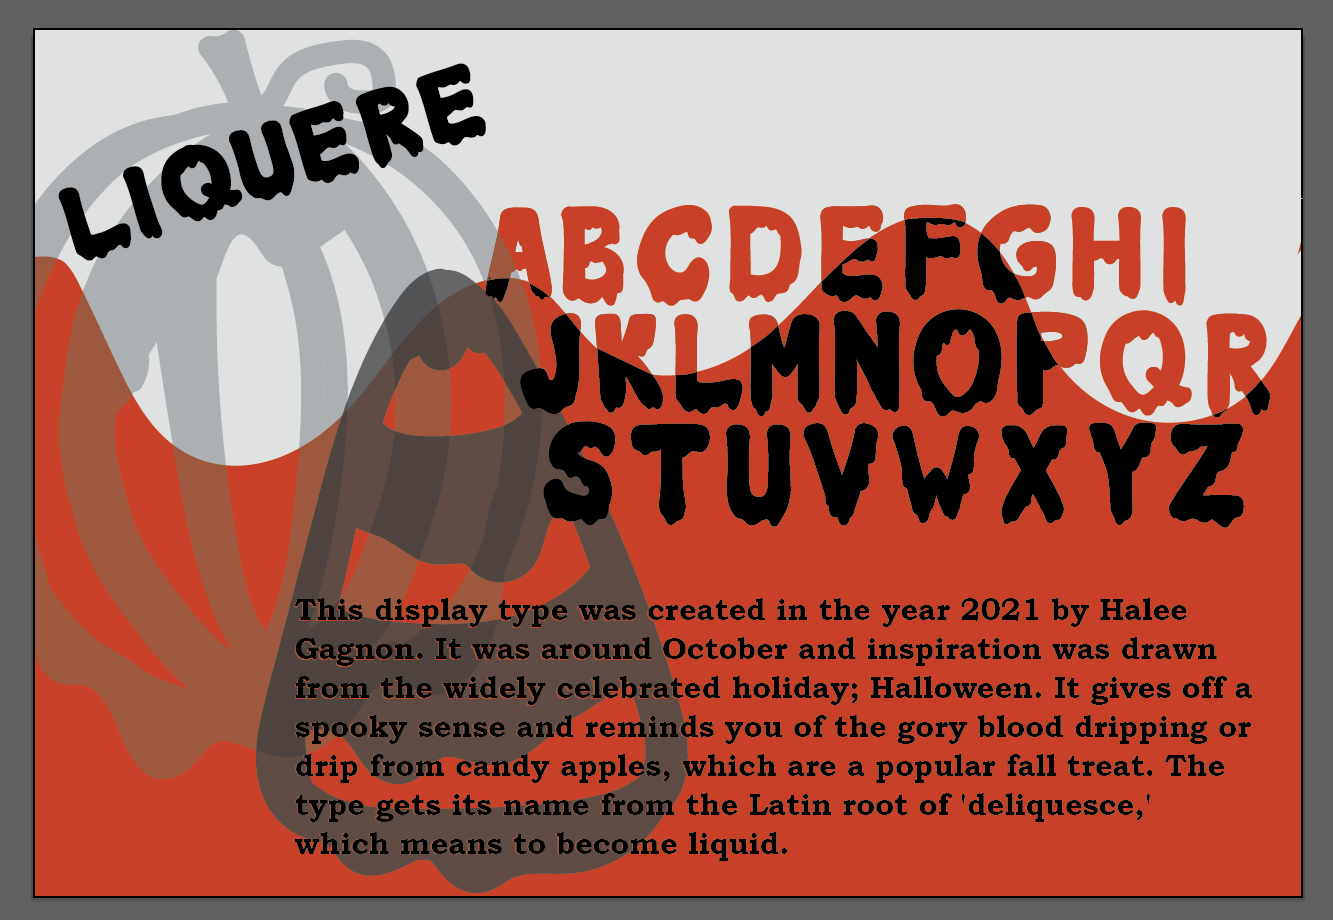 LIQUERE
ABCDEFGHI
JKLMNOPQR
STUVWXYZ
This display type was created in the year 2021 by Halee
Gagnon. It was around October and inspiration was drawn
from the widely celebrated holiday; Halloween. It gives off a
spooky sense and reminds you of the gory blood dripping or
drip from candy apples, which are a popular fall treat. The
type gets its name from the Latin root of 'deliquesce,'
which means to become liquid.